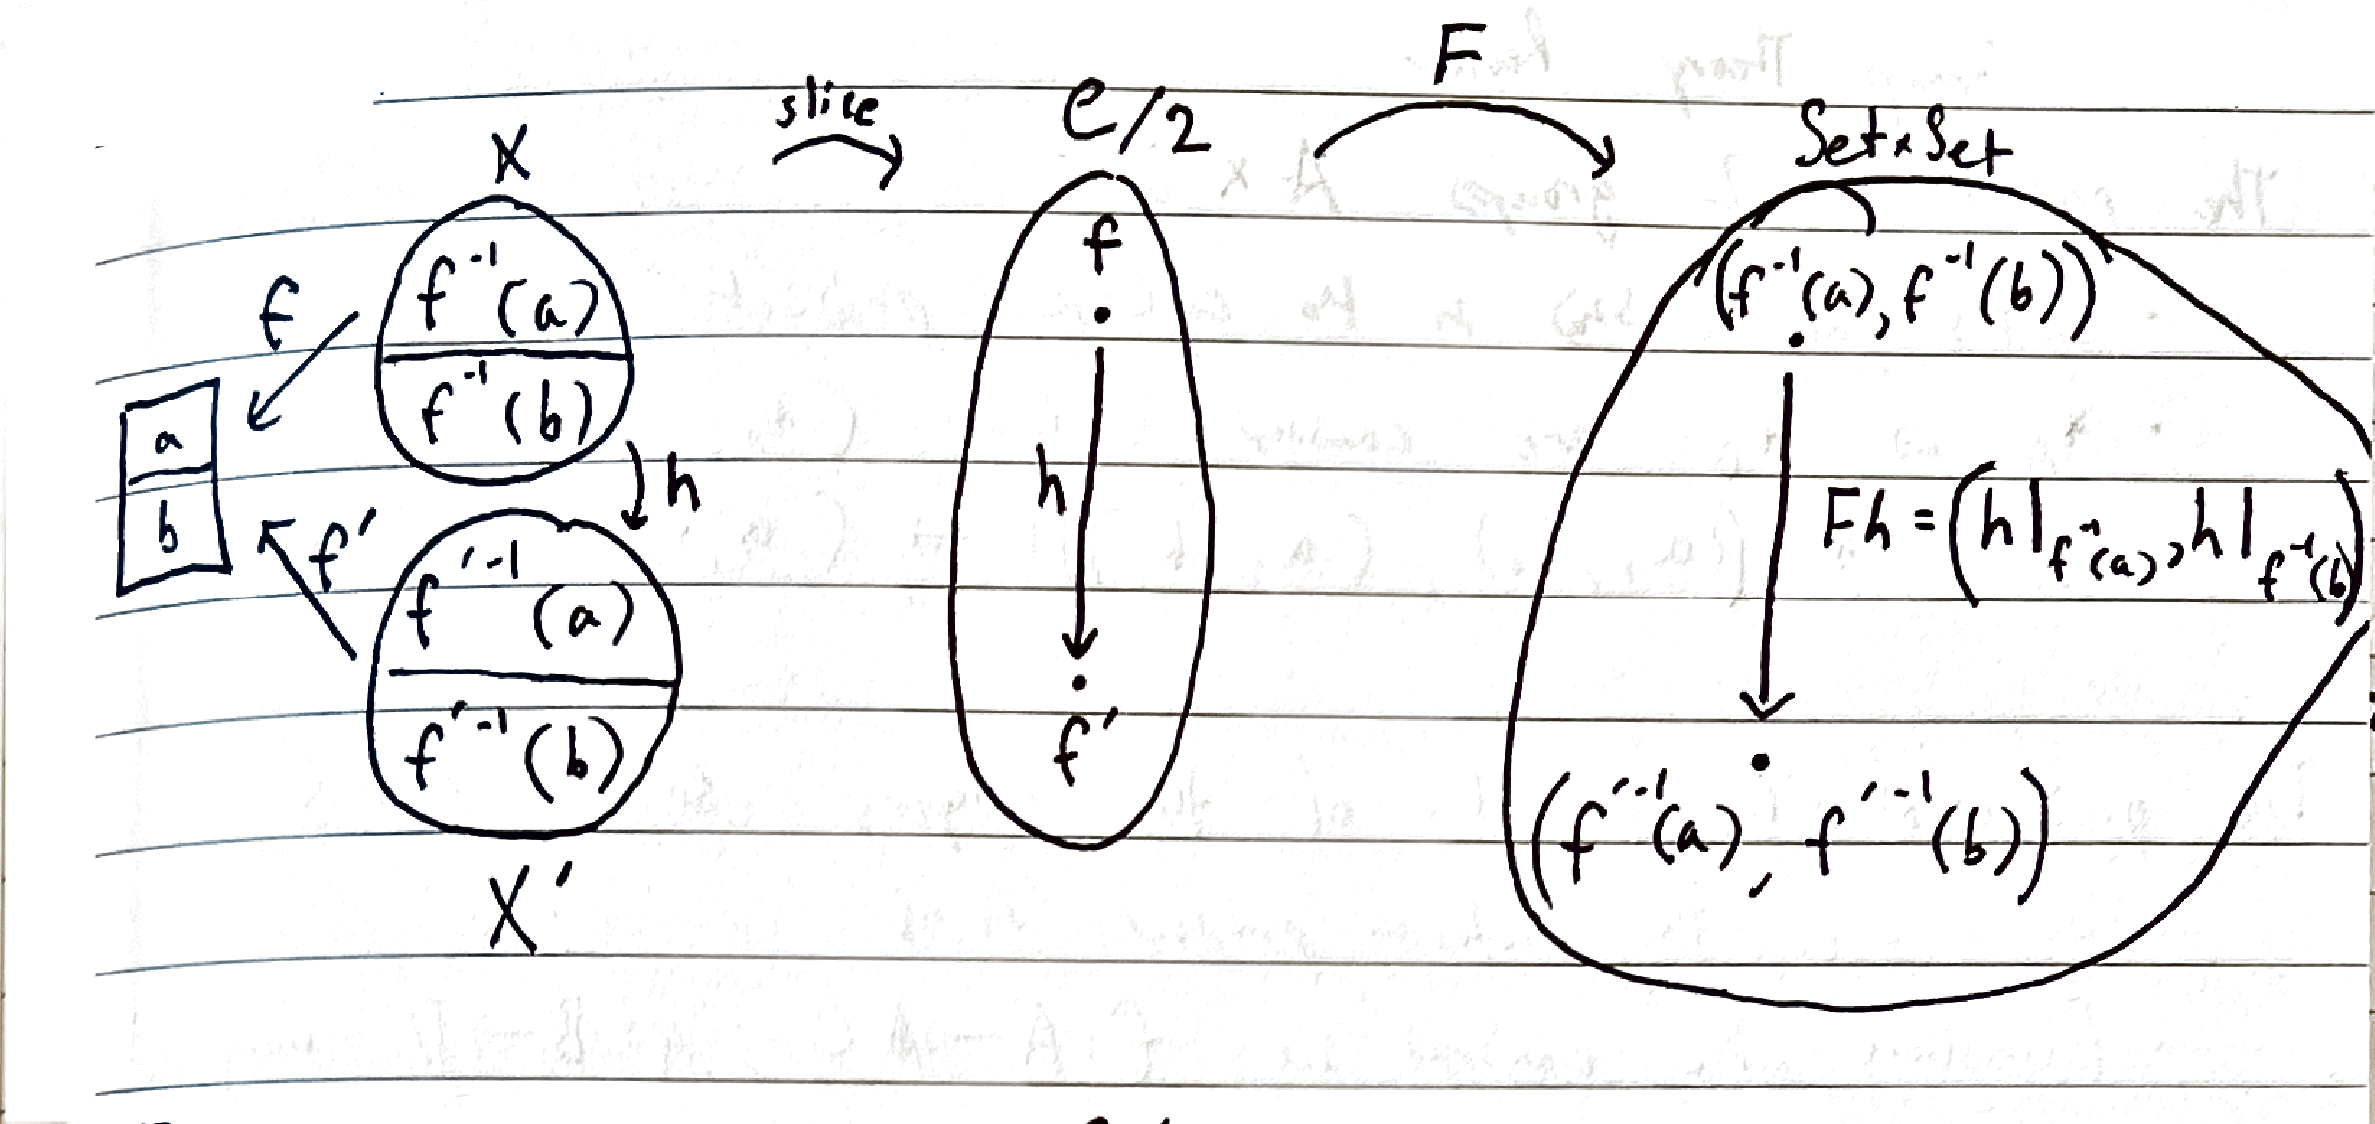 F
slice
C/2
Set × Set
X
f
f⁻¹(a)
f⁻¹(b)
a
b
h
f'
f'⁻¹(a)
f'⁻¹(b)
X'
f
h
f'
(f⁻¹(a), f⁻¹(b))
Fh = (h|f⁻¹(a), h|f⁻¹(b))
(f'⁻¹(a), f'⁻¹(b))